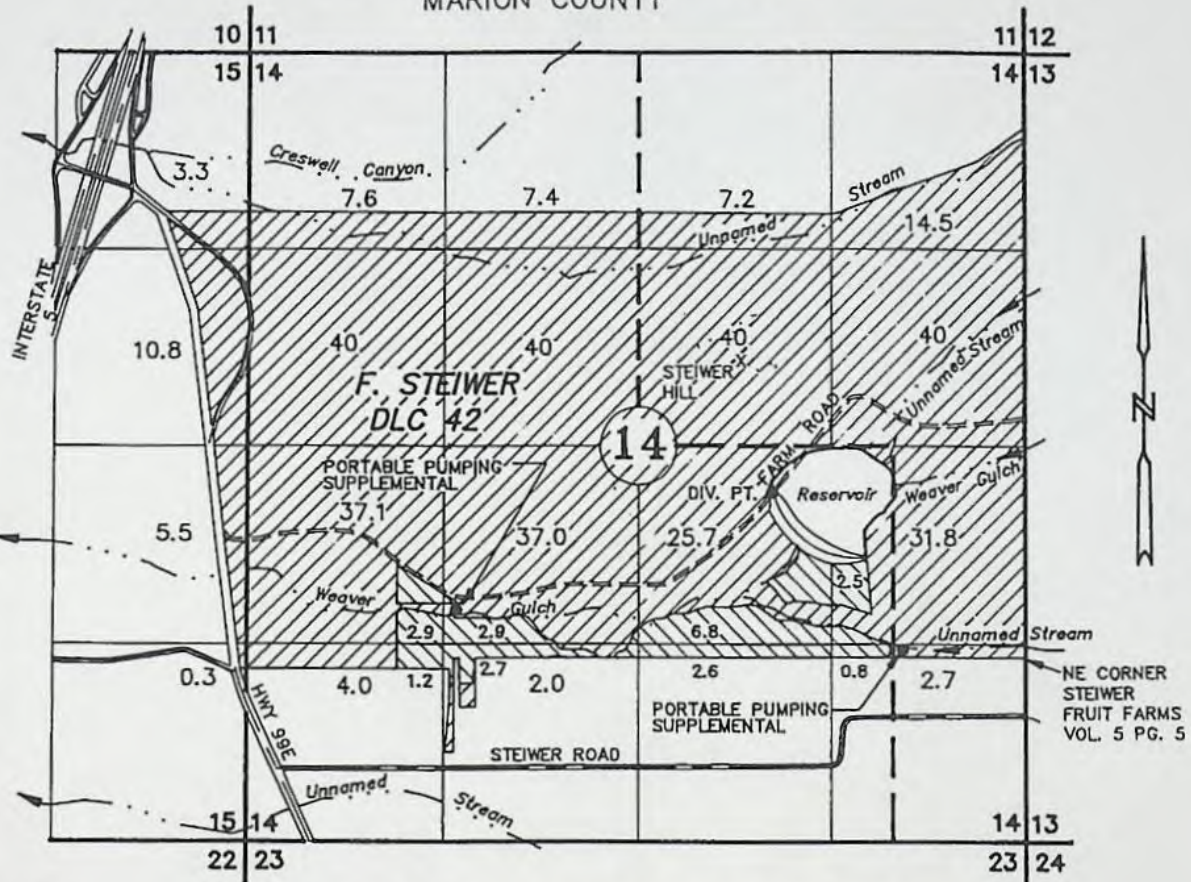 MARION COUNTY
10 11
11 12
15 14
14 13
3.3
Creswell Canyon
7.6
7.4
7.2
Unnamed Stream
14.5
INTERSTATE 5
10.8
40
40
40
40
F. STEIWER
DLC 42
STEIWER
HILL
Unnamed Stream
14
FARM ROAD
PORTABLE PUMPING
SUPPLEMENTAL
DIV. PT.
Reservoir
Weaver Gulch
N
5.5
37.1
37.0
25.7
31.8
2.5
Weaver Gulch
2.9
2.9
6.8
Unnamed Stream
0.3
4.0
1.2
2.7
2.0
2.6
0.8
2.7
NE CORNER
STEIWER
FRUIT FARMS
VOL. 5 PG. 5
HWY 99E
PORTABLE PUMPING
SUPPLEMENTAL
STEIWER ROAD
Unnamed Stream
15 14
14 13
22 23
23 24